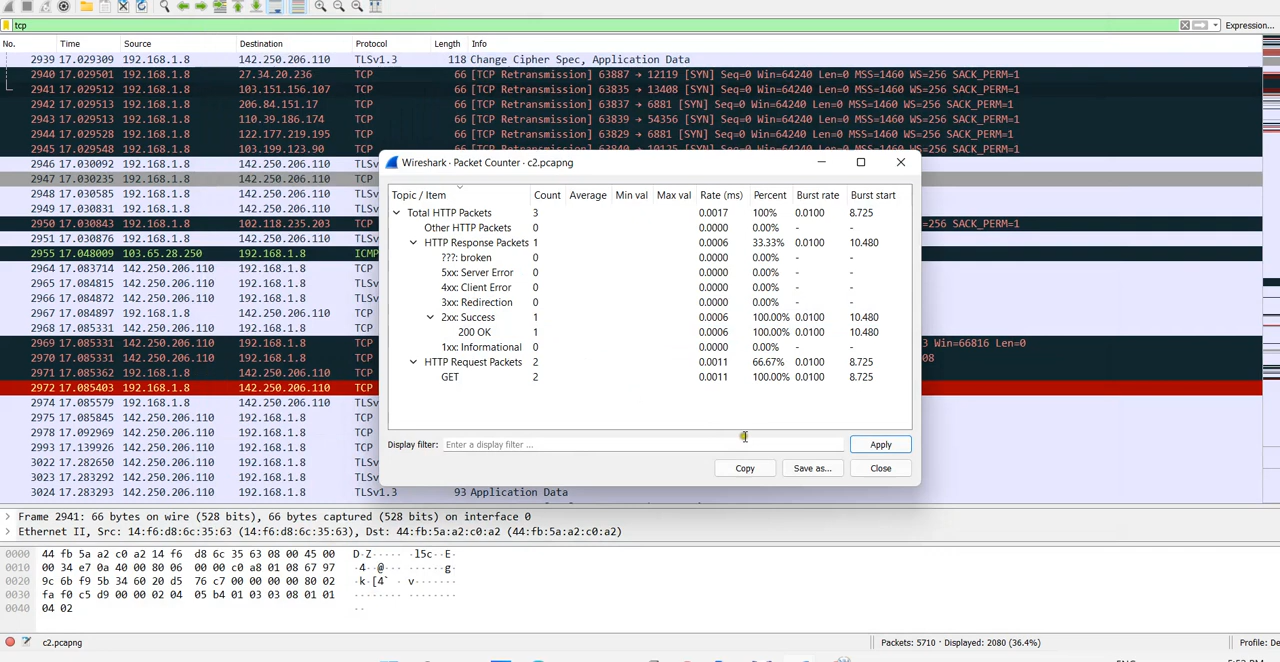 tcp Expression...
No. Time Source Destination Protocol Length Info
2939 17.029309 192.168.1.8 142.250.206.110 TLSv1.3 118 Change Cipher Spec, Application Data
2940 17.029501 192.168.1.8 27.34.20.236 TCP 66 [TCP Retransmission] 63887 → 12119 [SYN] Seq=0 Win=64240 Len=0 MSS=1460 WS=256 SACK_PERM=1
2941 17.029512 192.168.1.8 103.151.156.107 TCP 66 [TCP Retransmission] 63835 → 13408 [SYN] Seq=0 Win=64240 Len=0 MSS=1460 WS=256 SACK_PERM=1
2942 17.029513 192.168.1.8 206.84.151.17 TCP 66 [TCP Retransmission] 63837 → 6881 [SYN] Seq=0 Win=64240 Len=0 MSS=1460 WS=256 SACK_PERM=1
2943 17.029513 192.168.1.8 110.39.186.174 TCP 66 [TCP Retransmission] 63839 → 54356 [SYN] Seq=0 Win=64240 Len=0 MSS=1460 WS=256 SACK_PERM=1
2944 17.029528 192.168.1.8 122.177.219.195 TCP 66 [TCP Retransmission] 63829 → 6881 [SYN] Seq=0 Win=64240 Len=0 MSS=1460 WS=256 SACK_PERM=1
2945 17.029528 192.168.1.8 103.199.123.90 TCP 66 [TCP Retransmission] 63840 → 10125 [SYN] Seq=0 Win=64240 Len=0 MSS=1460 WS=256 SACK_PERM=1
2946 17.030092 192.168.1.8 142.250.206.110 TLSv
2947 17.030235 192.168.1.8 142.250.206.110 TCP
2948 17.030585 192.168.1.8 142.250.206.110 TLSv
2949 17.030701 192.168.1.8 142.250.206.110 TLSv
2950 17.030843 192.168.1.8 102.118.235.203 TCP
2951 17.030876 192.168.1.8 142.250.206.110 TLSv
2955 17.048009 103.65.28.250 192.168.1.8 ICMP
2964 17.083714 142.250.206.110 192.168.1.8 TLSv
2965 17.084815 142.250.206.110 192.168.1.8 TLSv
2966 17.084872 142.250.206.110 192.168.1.8 TLSv
2967 17.084887 192.168.1.8 142.250.206.110 TLSv
2968 17.085331 142.250.206.110 192.168.1.8 TLSv
2969 17.085331 142.250.206.110 192.168.1.8 TCP 3 Win=66816 Len=0
2970 17.085331 142.250.206.110 192.168.1.8 TCP 08
2972 17.085403 192.168.1.8 142.250.206.110 TCP
2974 17.085579 192.168.1.8 142.250.206.110 TLSv
2975 17.085845 192.168.1.8 142.250.206.110 TLSv
2978 17.092969 142.250.206.110 192.168.1.8 TLSv
2993 17.139926 192.168.1.8 142.250.206.110 TCP
3022 17.282650 142.250.206.110 192.168.1.8 TLSv
3023 17.283292 142.250.206.110 192.168.1.8 TLSv
3024 17.283293 142.250.206.110 192.168.1.8 TLSv1.3 93 Application Data
Wireshark · Packet Counter · c2.pcapng
Topic / Item Count Average Min val Max val Rate (ms) Percent Burst rate Burst start
Total HTTP Packets 3 0.0017 100% 0.0100 8.725
Other HTTP Packets 0 0.0000 0.00% - -
HTTP Response Packets 1 0.0006 33.33% 0.0100 10.480
???: broken 0 0.0000 0.00% - -
5xx: Server Error 0 0.0000 0.00% - -
4xx: Client Error 0 0.0000 0.00% - -
3xx: Redirection 0 0.0000 0.00% - -
2xx: Success 1 0.0006 100.00% 0.0100 10.480
200 OK 1 0.0006 100.00% 0.0100 10.480
1xx: Informational 0 0.0000 0.00% - -
HTTP Request Packets 2 0.0011 66.67% 0.0100 8.725
GET 2 0.0011 100.00% 0.0100 8.725
Display filter: Enter a display filter ... Apply
Copy Save as... Close
Frame 2941: 66 bytes on wire (528 bits), 66 bytes captured (528 bits) on interface 0
Ethernet II, Src: 14:f6:d8:6c:35:63 (14:f6:d8:6c:35:63), Dst: 44:fb:5a:a2:c0:a2 (44:fb:5a:a2:c0:a2)
0000 44 fb 5a a2 c0 a2 14 f6 d8 6c 35 63 08 00 45 00 D·Z····· ·l5c··E·
0010 00 34 e7 0a 40 00 80 06 00 00 c0 a8 01 08 67 97 ·4··@··· ······g·
0020 9c 6b f9 5b 34 60 20 d5 76 c7 00 00 00 00 80 02 ·k·[4` · v·······
0030 fa f0 c5 d9 00 00 02 04 05 b4 01 03 03 08 01 01 ········ ········
0040 04 02 ··
c2.pcapng Packets: 5710 · Displayed: 2080 (36.4%) Profile: De